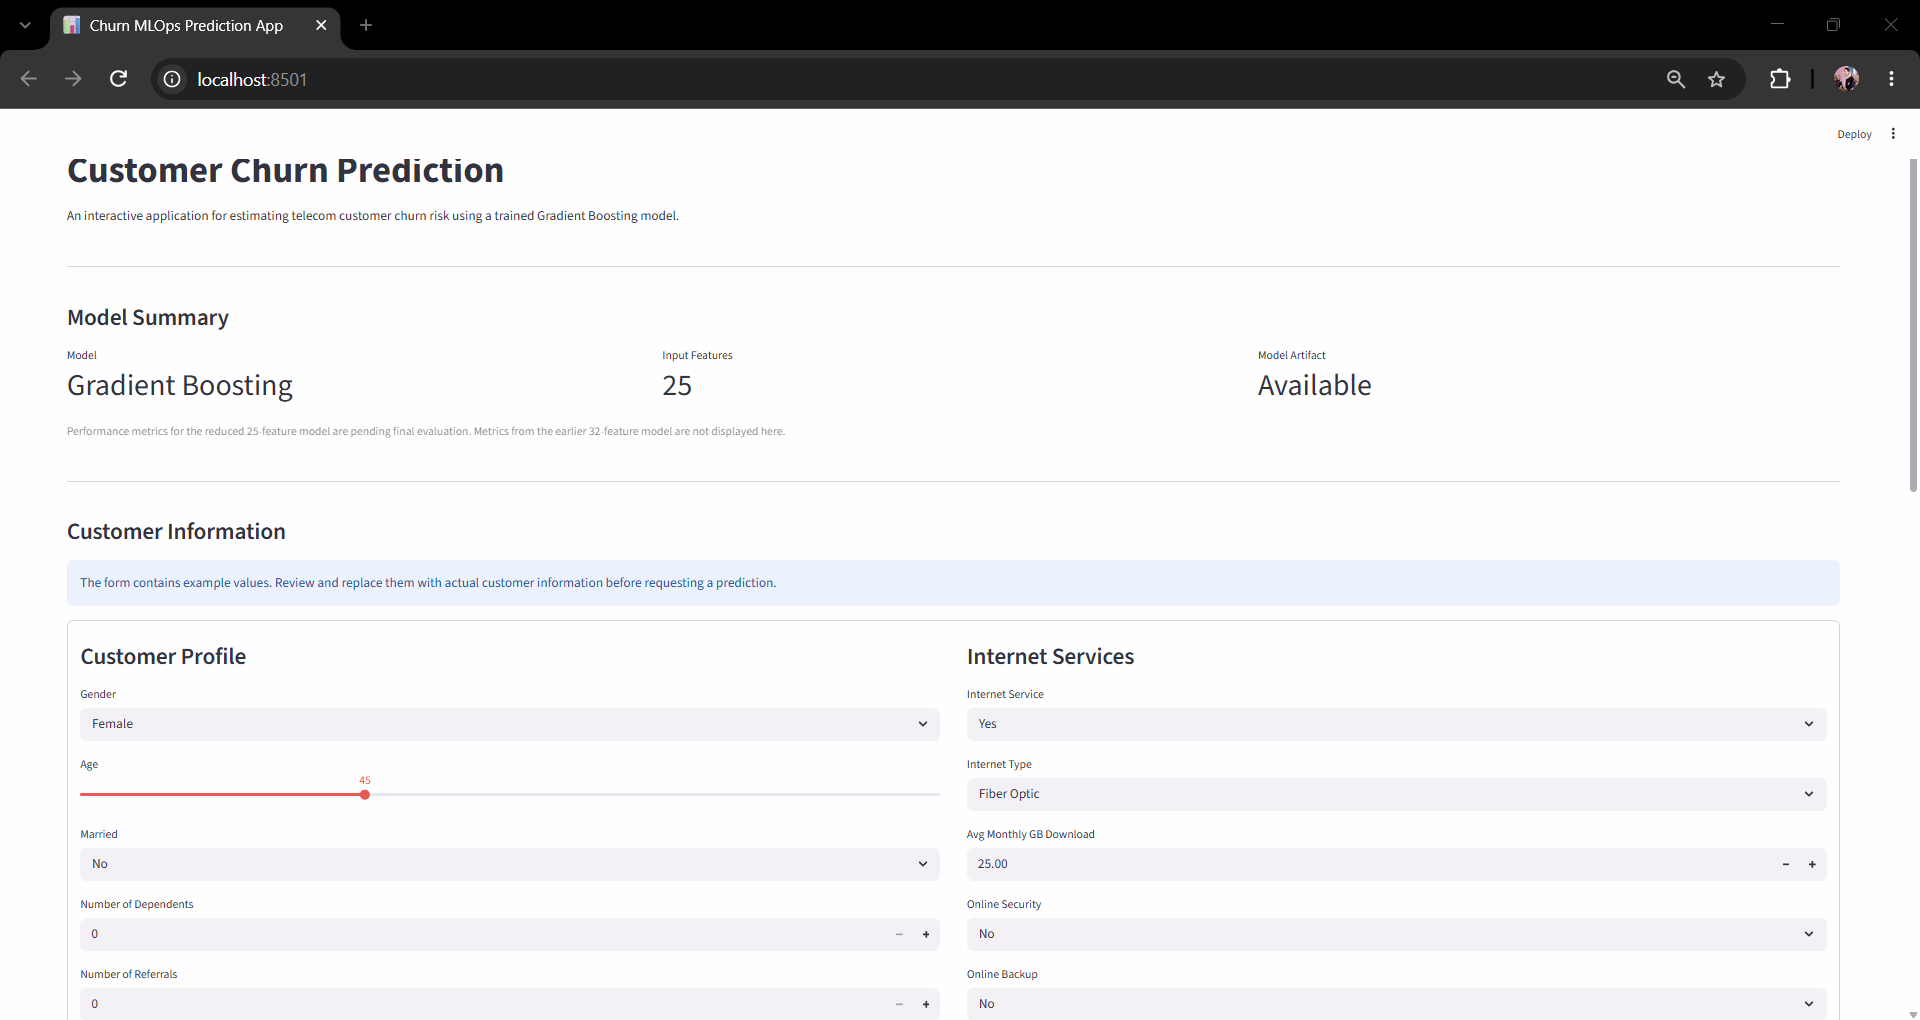 Churn MLOps Prediction App
localhost:8501
Deploy
Customer Churn Prediction
An interactive application for estimating telecom customer churn risk using a trained Gradient Boosting model.
Model Summary
Model
Gradient Boosting
Input Features
25
Model Artifact
Available
Performance metrics for the reduced 25-feature model are pending final evaluation. Metrics from the earlier 32-feature model are not displayed here.
Customer Information
The form contains example values. Review and replace them with actual customer information before requesting a prediction.
Customer Profile
Gender
Female
Age
45
Married
No
Number of Dependents
0
Number of Referrals
0
Internet Services
Internet Service
Yes
Internet Type
Fiber Optic
Avg Monthly GB Download
25.00
Online Security
No
Online Backup
No